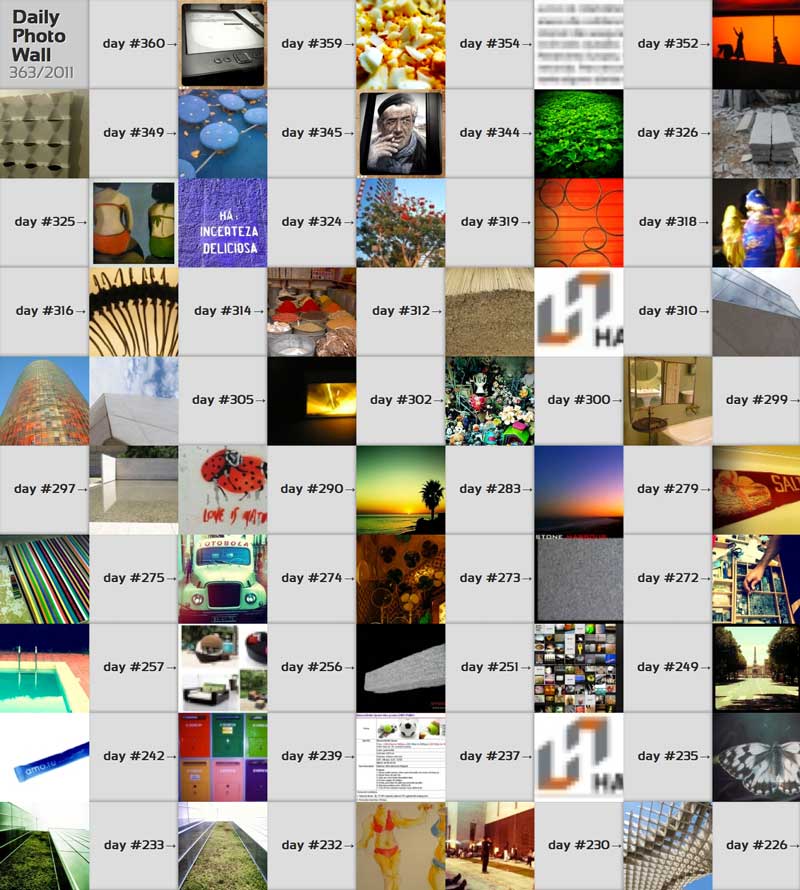 Daily
Photo
Wall
363/2011
day #360→
day #359→
day #354→
day #352→
day #349→
day #345→
day #344→
day #326→
day #325→
HÁ
INCERTEZA
DELICIOSA
day #324→
day #319→
day #318→
day #316→
day #314→
day #312→
HA
day #310→
day #305→
day #302→
day #300→
day #299→
day #297→
LOVE IS
day #290→
day #283→
day #279→
SAL
day #275→
day #274→
day #273→
STONE
day #272→
day #257→
day #256→
day #251→
day #249→
day #242→
day #239→
day #237→
HA
day #235→
day #233→
day #232→
day #230→
day #226→